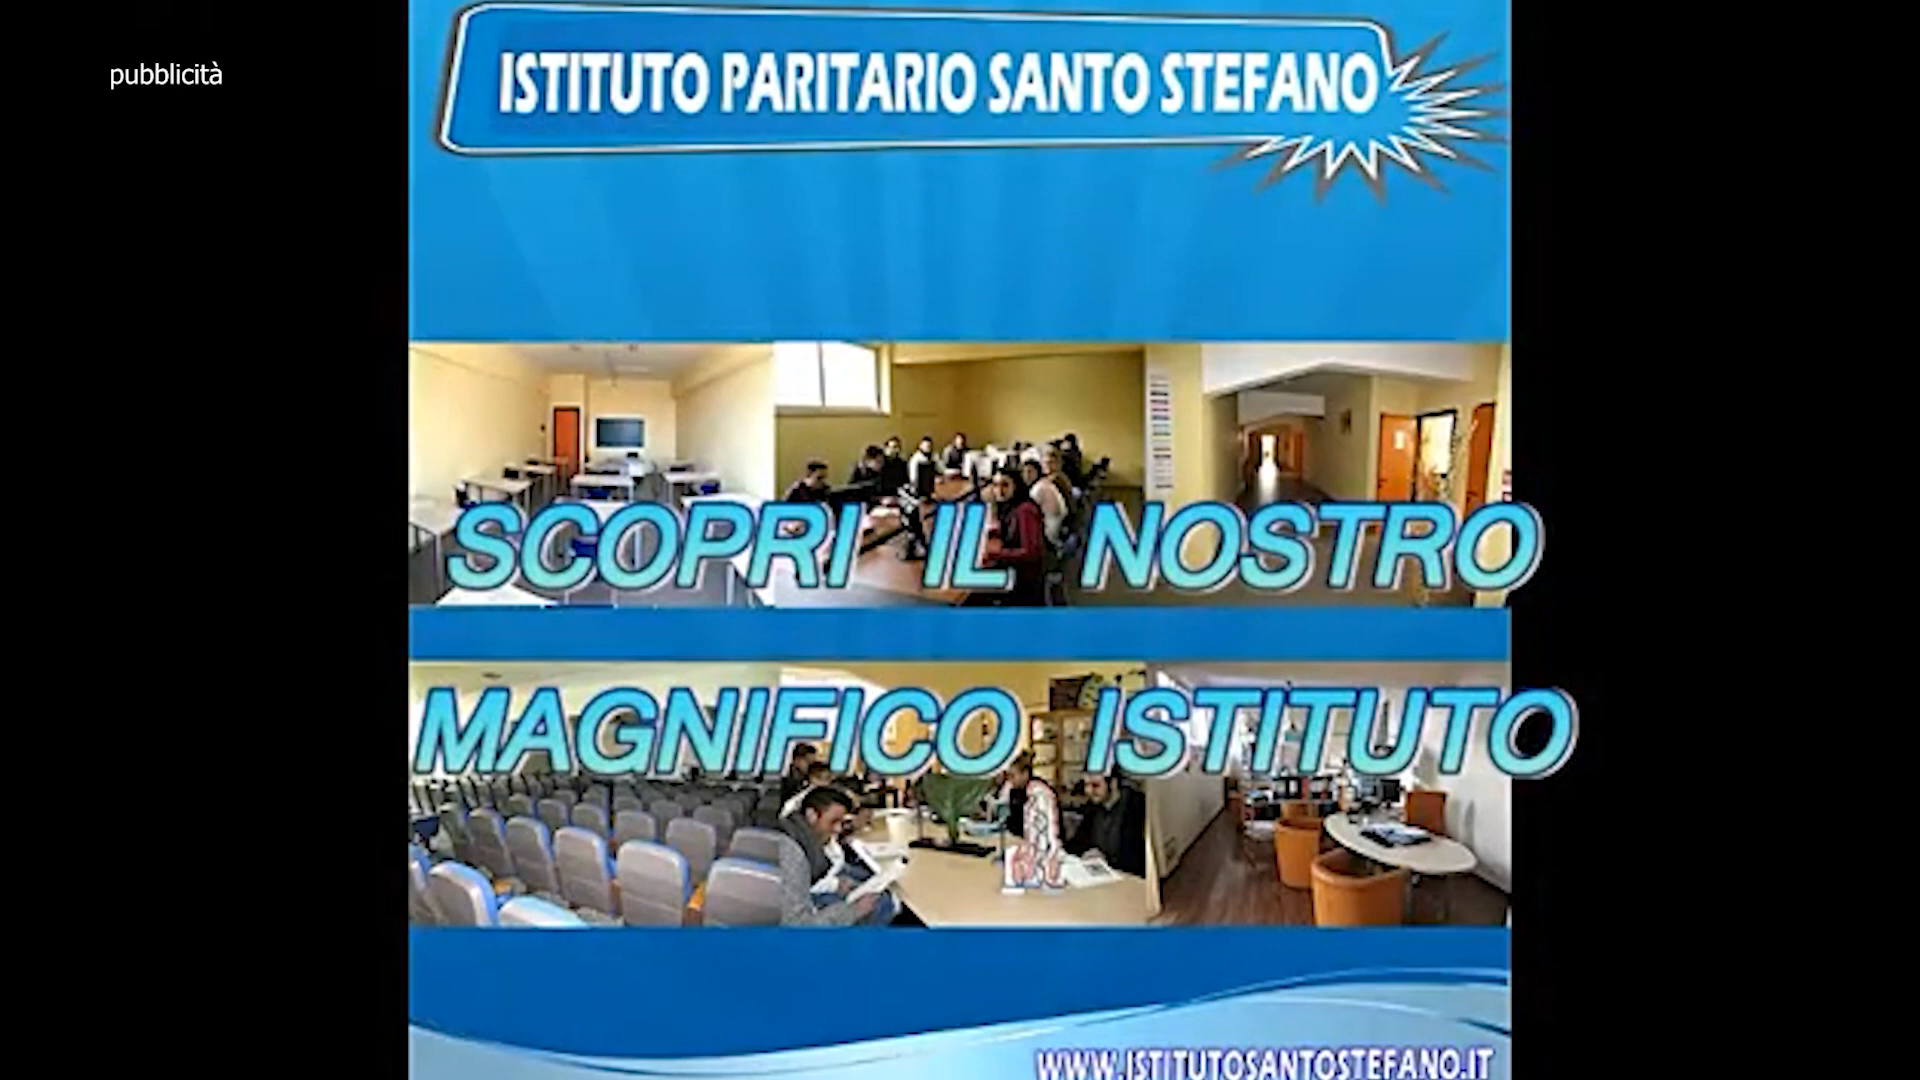 pubblicità
ISTITUTO PARITARIO SANTO STEFANO
SCOPRI IL NOSTRO
MAGNIFICO ISTITUTO
WWW.ISTITUTOSANTOSTEFANO.IT